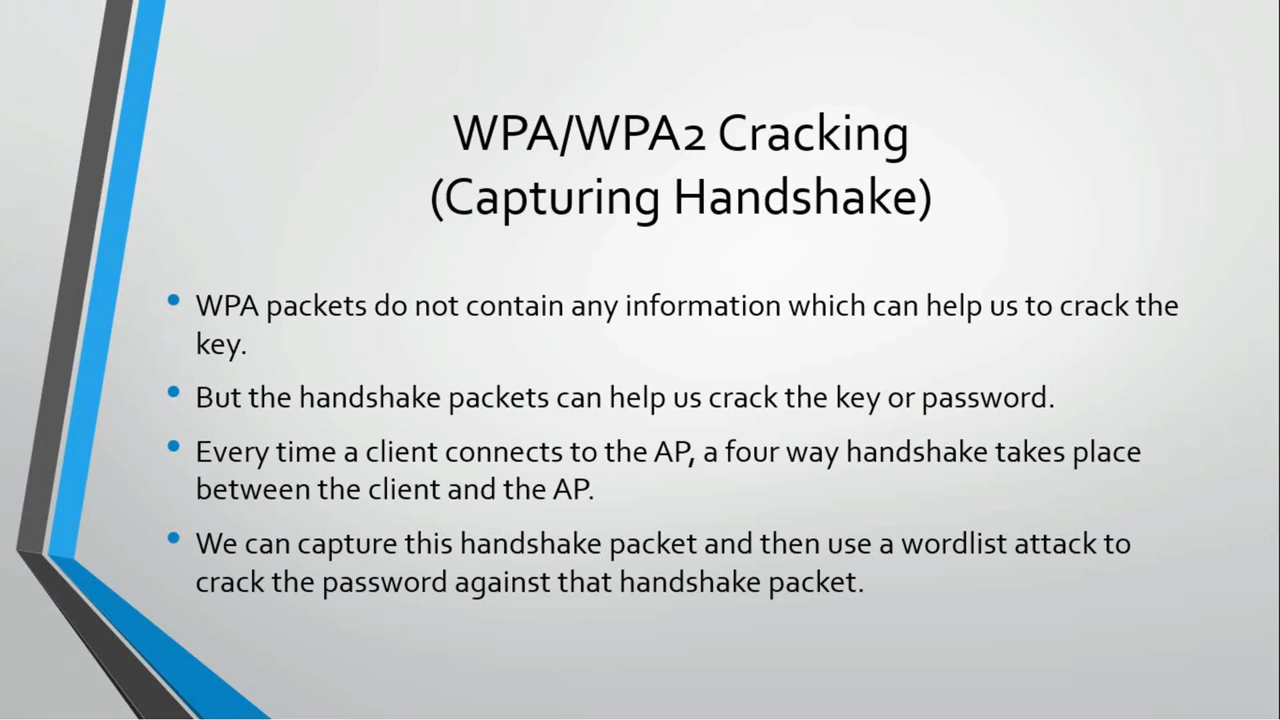 WPA/WPA2 Cracking
(Capturing Handshake)
• WPA packets do not contain any information which can help us to crack the
key.
• But the handshake packets can help us crack the key or password.
• Every time a client connects to the AP, a four way handshake takes place
between the client and the AP.
• We can capture this handshake packet and then use a wordlist attack to
crack the password against that handshake packet.